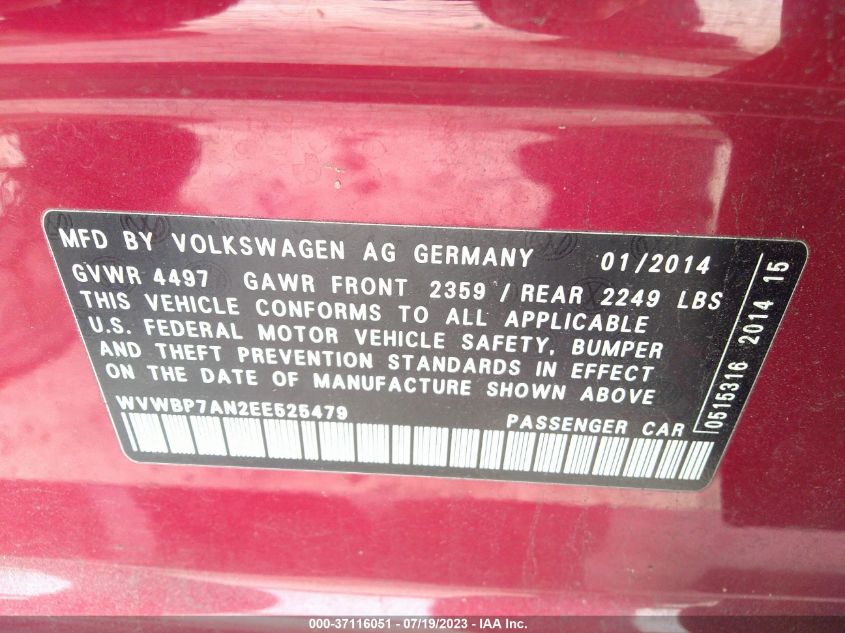 MFD BY VOLKSWAGEN AG GERMANY 01/2014
GVWR 4497 GAWR FRONT 2359 / REAR 2249 LBS
THIS VEHICLE CONFORMS TO ALL APPLICABLE
U.S. FEDERAL MOTOR VEHICLE SAFETY, BUMPER
AND THEFT PREVENTION STANDARDS IN EFFECT
ON THE DATE OF MANUFACTURE SHOWN ABOVE
WVWBP7AN2EE525479 PASSENGER CAR
0515316 2014 15
000-37116051 - 07/19/2023 - IAA Inc.